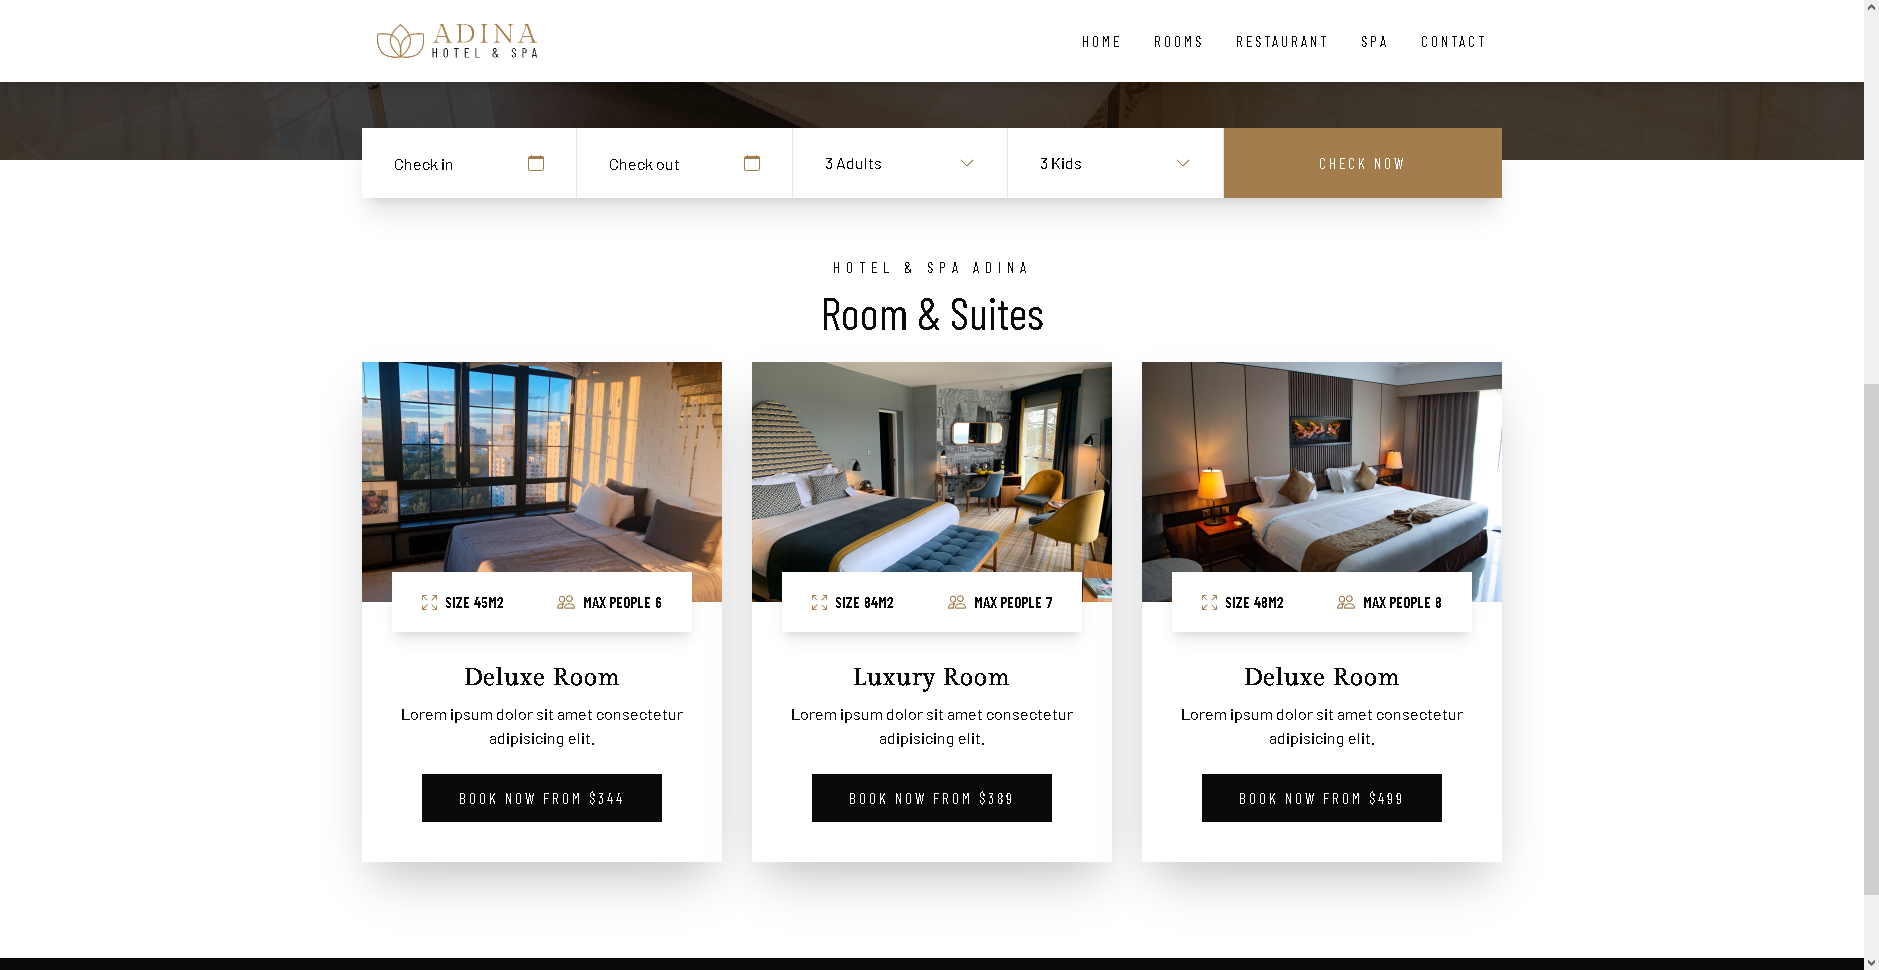 ADINA
HOTEL & SPA
HOME
ROOMS
RESTAURANT
SPA
CONTACT
Check in
Check out
3 Adults
3 Kids
CHECK NOW
HOTEL & SPA ADINA
Room & Suites
SIZE 45M2
MAX PEOPLE 6
Deluxe Room
Lorem ipsum dolor sit amet consectetur
adipisicing elit.
BOOK NOW FROM $344
SIZE 84M2
MAX PEOPLE 7
Luxury Room
Lorem ipsum dolor sit amet consectetur
adipisicing elit.
BOOK NOW FROM $389
SIZE 48M2
MAX PEOPLE 8
Deluxe Room
Lorem ipsum dolor sit amet consectetur
adipisicing elit.
BOOK NOW FROM $499